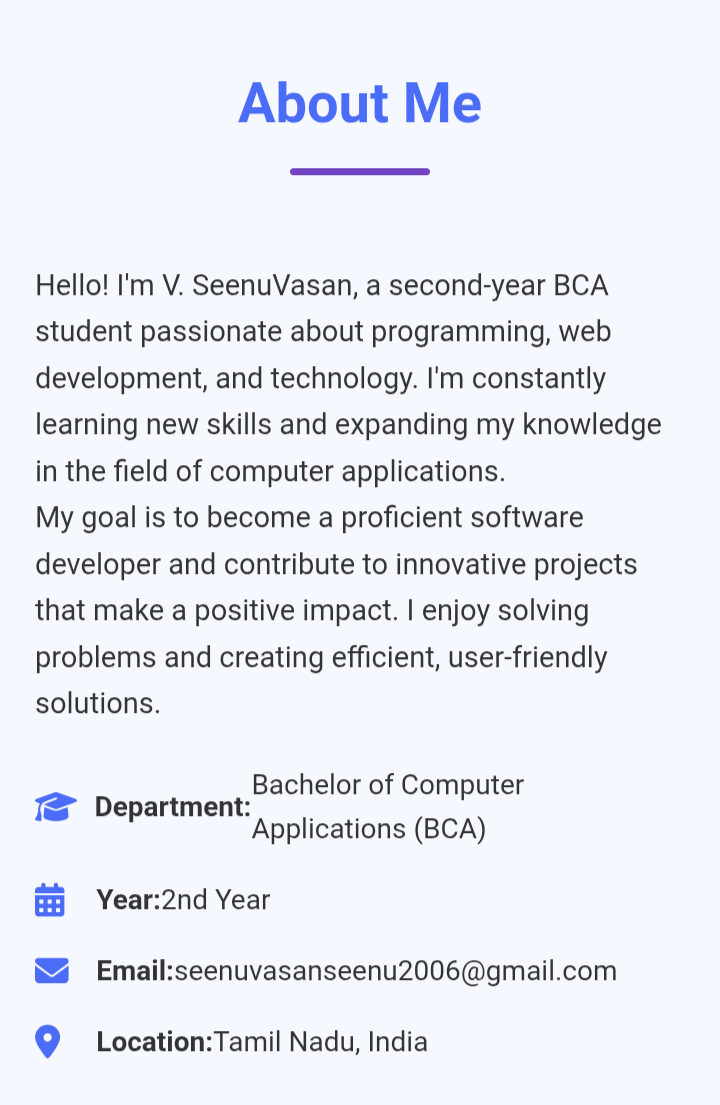 About Me
Hello! I'm V. SeenuVasan, a second-year BCA
student passionate about programming, web
development, and technology. I'm constantly
learning new skills and expanding my knowledge
in the field of computer applications.
My goal is to become a proficient software
developer and contribute to innovative projects
that make a positive impact. I enjoy solving
problems and creating efficient, user-friendly
solutions.
Department: Bachelor of Computer
Applications (BCA)
Year:2nd Year
Email:seenuvasanseenu2006@gmail.com
Location:Tamil Nadu, India